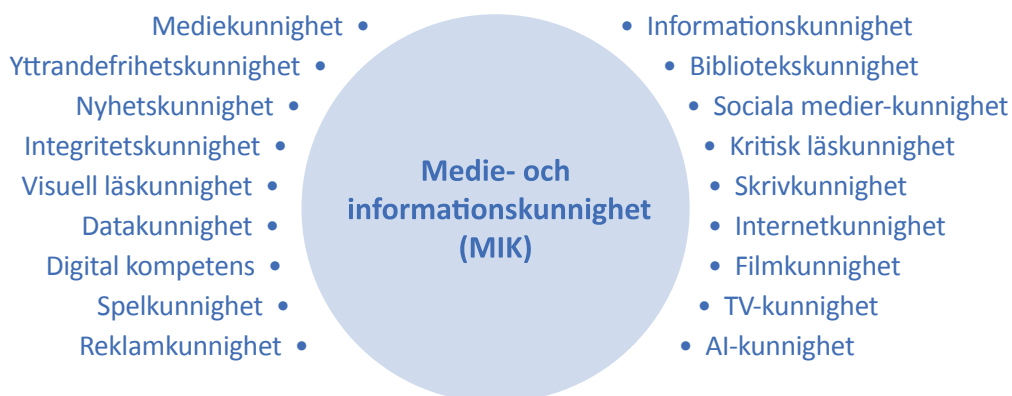 Mediekunnighet •
Yttrandefrihetskunnighet •
Nyhetskunnighet •
Integritetskunnighet •
Visuell läskunnighet •
Datakunnighet •
Digital kompetens •
Spelkunnighet •
Reklamkunnighet •
Medie- och
informationskunnighet
(MIK)
• Informationskunnighet
• Bibliotekskunnighet
• Sociala medier-kunnighet
• Kritisk läskunnighet
• Skrivkunnighet
• Internetkunnighet
• Filmkunnighet
• TV-kunnighet
• AI-kunnighet